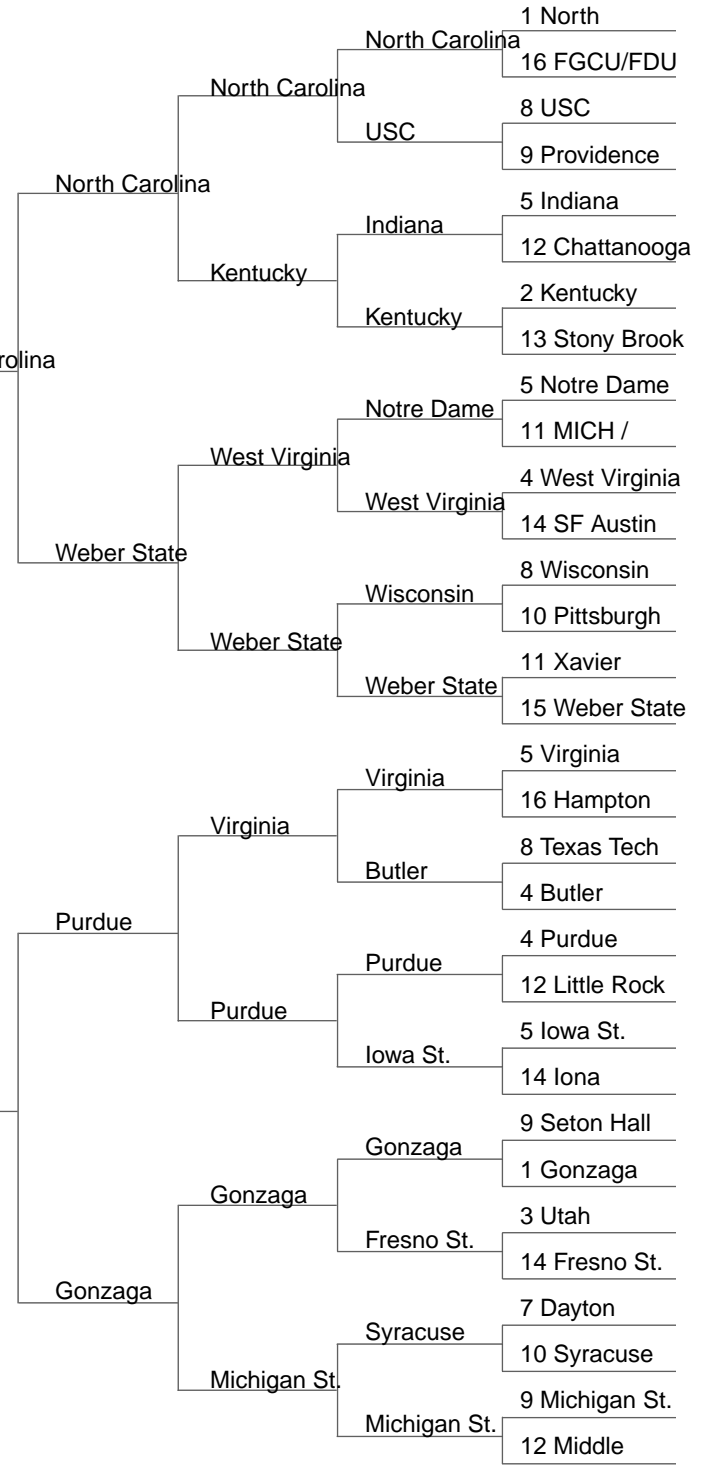 1 North
North Carolina
16 FGCU/FDU
North Carolina
8 USC
USC
9 Providence
North Carolina
5 Indiana
Indiana
12 Chattanooga
Kentucky
2 Kentucky
Kentucky
13 Stony Brook
rolina
5 Notre Dame
Notre Dame
11 MICH /
West Virginia
4 West Virginia
West Virginia
14 SF Austin
Weber State
8 Wisconsin
Wisconsin
10 Pittsburgh
Weber State
11 Xavier
Weber State
15 Weber State
5 Virginia
Virginia
16 Hampton
Virginia
8 Texas Tech
Butler
4 Butler
Purdue
4 Purdue
Purdue
12 Little Rock
Purdue
5 Iowa St.
Iowa St.
14 Iona
9 Seton Hall
Gonzaga
1 Gonzaga
Gonzaga
3 Utah
Fresno St.
14 Fresno St.
Gonzaga
7 Dayton
Syracuse
10 Syracuse
Michigan St.
9 Michigan St.
Michigan St.
12 Middle